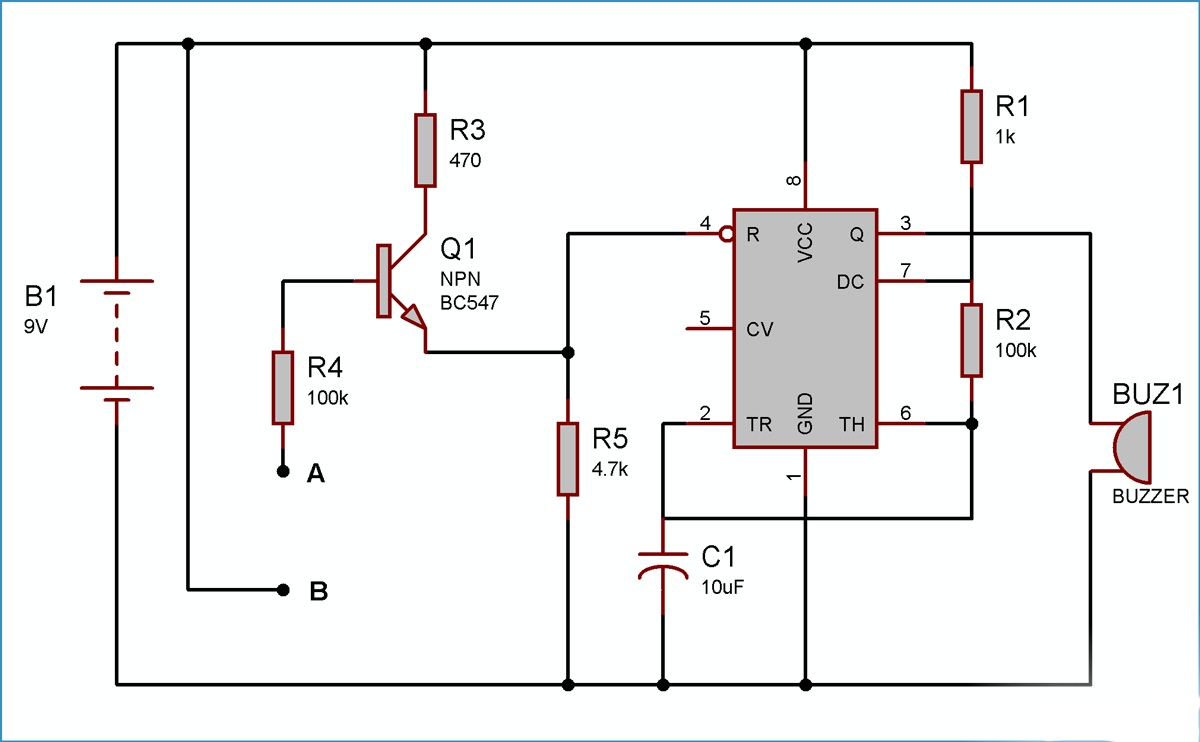 B1
9V
R3
470
Q1
NPN
BC547
R4
100k
A
B
R5
4.7k
C1
10uF
4
R
8
VCC
Q
3
DC
7
5
CV
2
TR
GND
1
TH
6
R1
1k
R2
100k
BUZ1
BUZZER